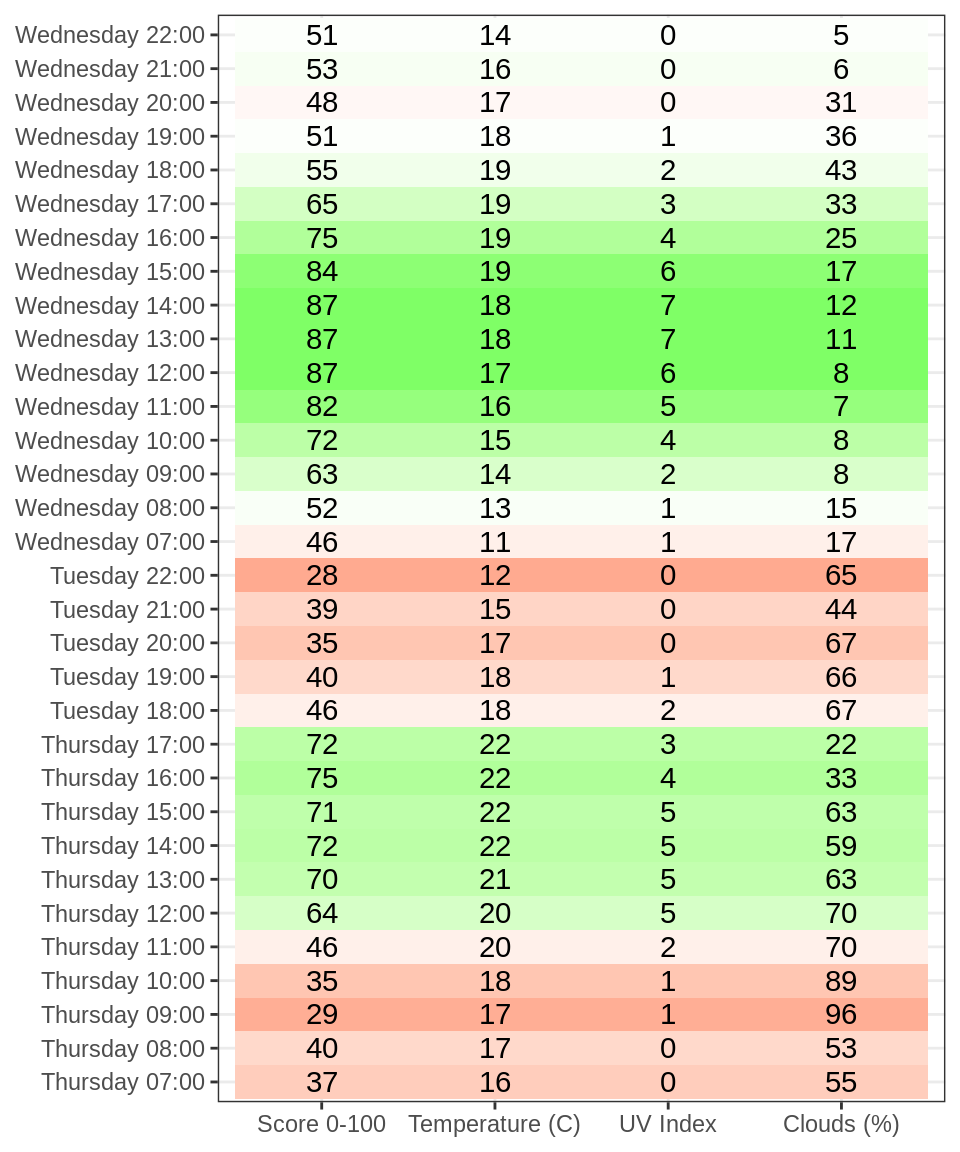 Wednesday 22:00 51 14 0 5
Wednesday 21:00 53 16 0 6
Wednesday 20:00 48 17 0 31
Wednesday 19:00 51 18 1 36
Wednesday 18:00 55 19 2 43
Wednesday 17:00 65 19 3 33
Wednesday 16:00 75 19 4 25
Wednesday 15:00 84 19 6 17
Wednesday 14:00 87 18 7 12
Wednesday 13:00 87 18 7 11
Wednesday 12:00 87 17 6 8
Wednesday 11:00 82 16 5 7
Wednesday 10:00 72 15 4 8
Wednesday 09:00 63 14 2 8
Wednesday 08:00 52 13 1 15
Wednesday 07:00 46 11 1 17
Tuesday 22:00 28 12 0 65
Tuesday 21:00 39 15 0 44
Tuesday 20:00 35 17 0 67
Tuesday 19:00 40 18 1 66
Tuesday 18:00 46 18 2 67
Thursday 17:00 72 22 3 22
Thursday 16:00 75 22 4 33
Thursday 15:00 71 22 5 63
Thursday 14:00 72 22 5 59
Thursday 13:00 70 21 5 63
Thursday 12:00 64 20 5 70
Thursday 11:00 46 20 2 70
Thursday 10:00 35 18 1 89
Thursday 09:00 29 17 1 96
Thursday 08:00 40 17 0 53
Thursday 07:00 37 16 0 55
Score 0-100 Temperature (C) UV Index Clouds (%)